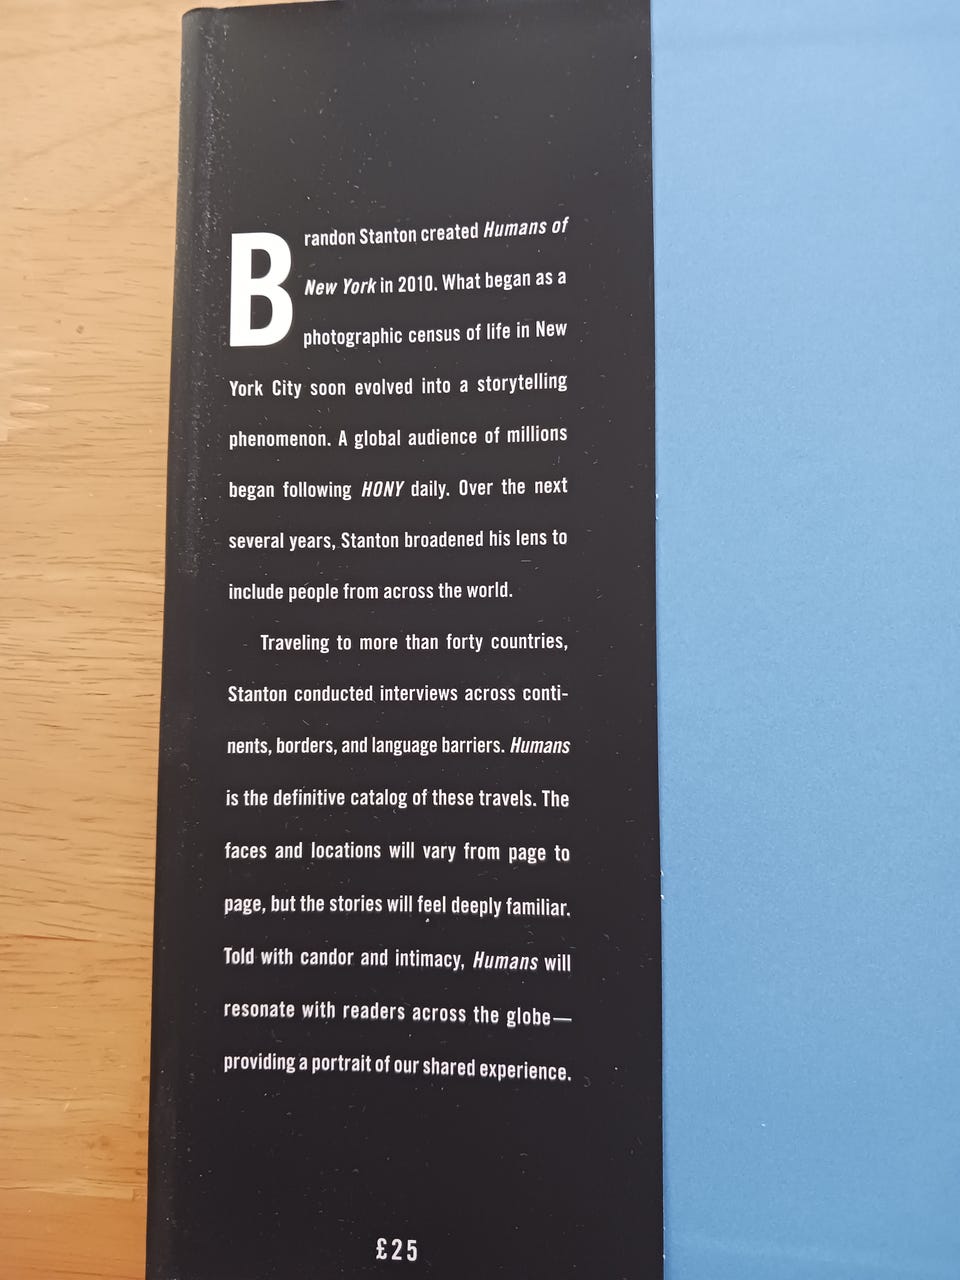 Brandon Stanton created Humans of
New York in 2010. What began as a
photographic census of life in New
York City soon evolved into a storytelling
phenomenon. A global audience of millions
began following HONY daily. Over the next
several years, Stanton broadened his lens to
include people from across the world.
Traveling to more than forty countries,
Stanton conducted interviews across conti-
nents, borders, and language barriers. Humans
is the definitive catalog of these travels. The
faces and locations will vary from page to
page, but the stories will feel deeply familiar.
Told with candor and intimacy, Humans will
resonate with readers across the globe—
providing a portrait of our shared experience.
£25